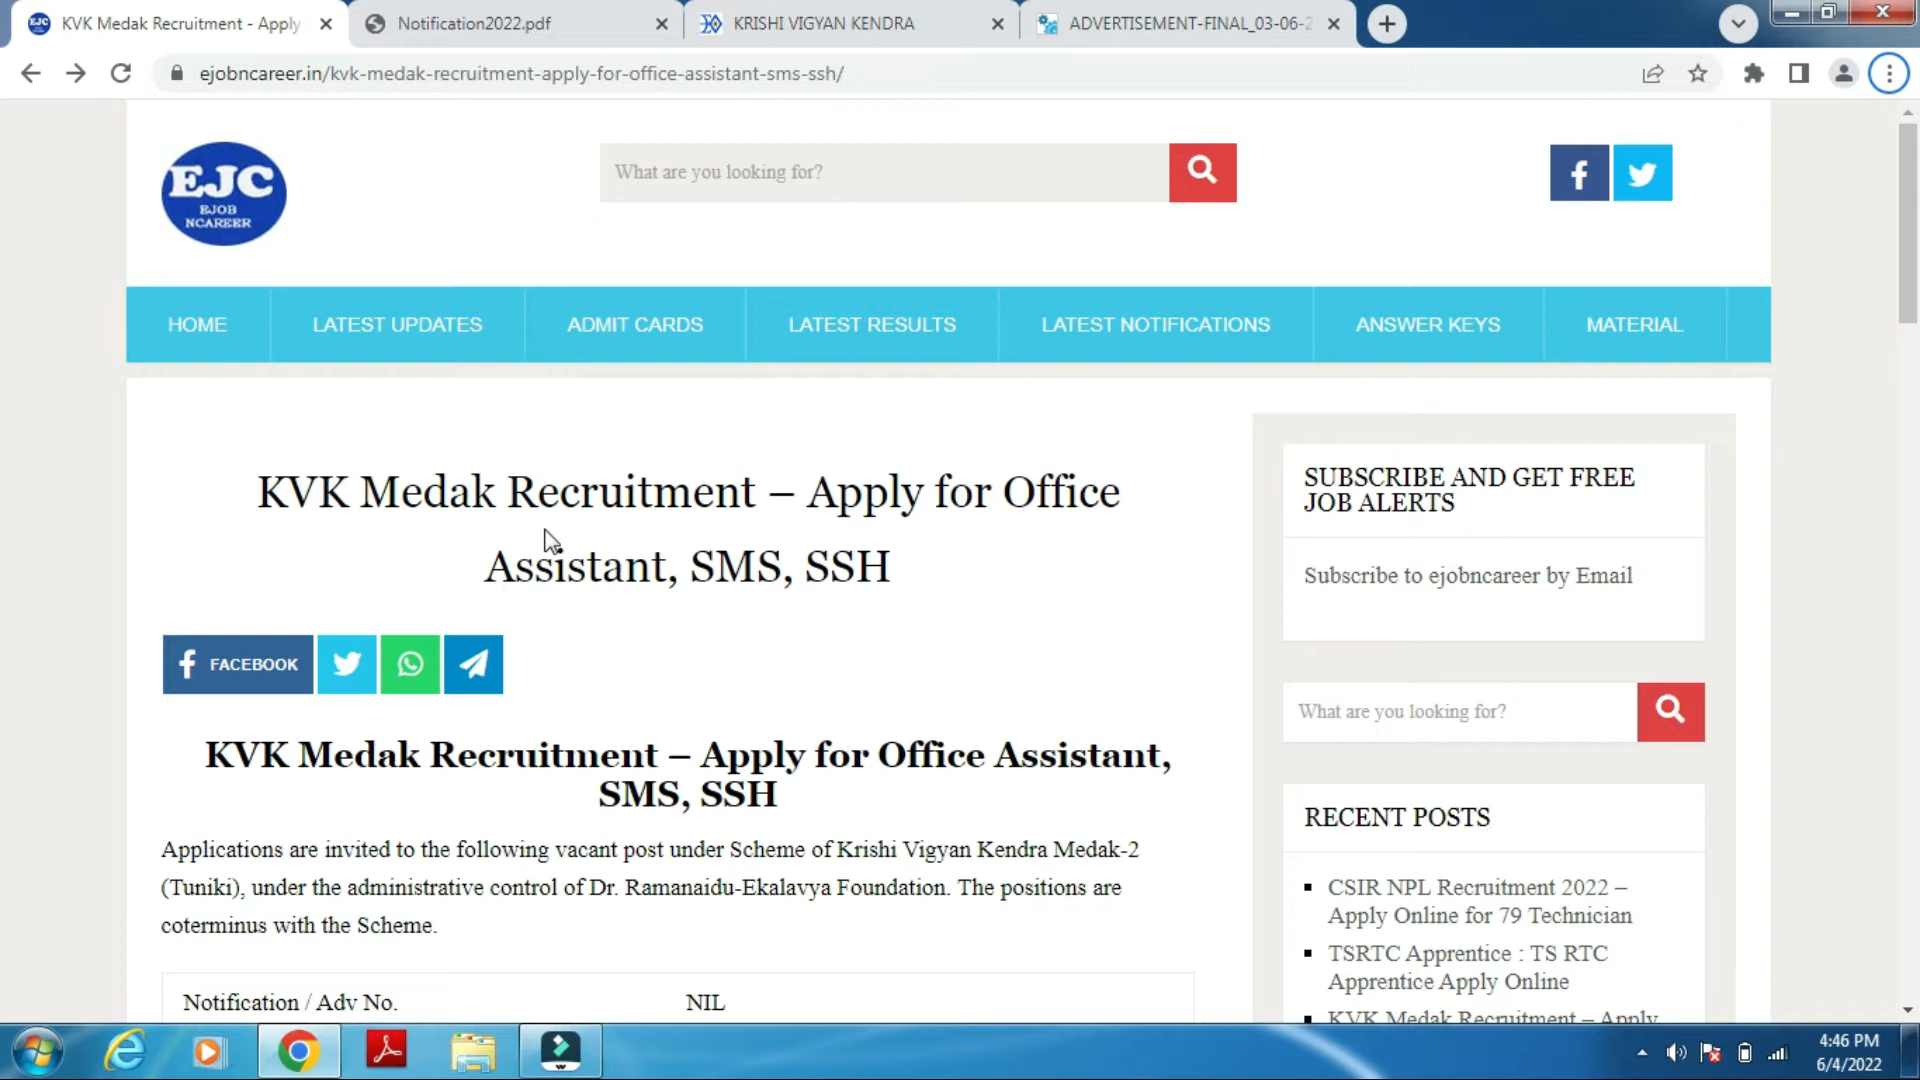 KVK Medak Recruitment - Apply
Notification2022.pdf
KRISHI VIGYAN KENDRA
ADVERTISEMENT-FINAL_03-06-2
ejobncareer.in/kvk-medak-recruitment-apply-for-office-assistant-sms-ssh/
EJC
EJOB
NCAREER
What are you looking for?
HOME
LATEST UPDATES
ADMIT CARDS
LATEST RESULTS
LATEST NOTIFICATIONS
ANSWER KEYS
MATERIAL
KVK Medak Recruitment – Apply for Office
Assistant, SMS, SSH
FACEBOOK
KVK Medak Recruitment – Apply for Office Assistant,
SMS, SSH
Applications are invited to the following vacant post under Scheme of Krishi Vigyan Kendra Medak-2
(Tuniki), under the administrative control of Dr. Ramanaidu-Ekalavya Foundation. The positions are
coterminus with the Scheme.
Notification / Adv No.
NIL
SUBSCRIBE AND GET FREE
JOB ALERTS
Subscribe to ejobncareer by Email
What are you looking for?
RECENT POSTS
CSIR NPL Recruitment 2022 –
Apply Online for 79 Technician
TSRTC Apprentice : TS RTC
Apprentice Apply Online
KVK Medak Recruitment – Apply
4:46 PM
6/4/2022